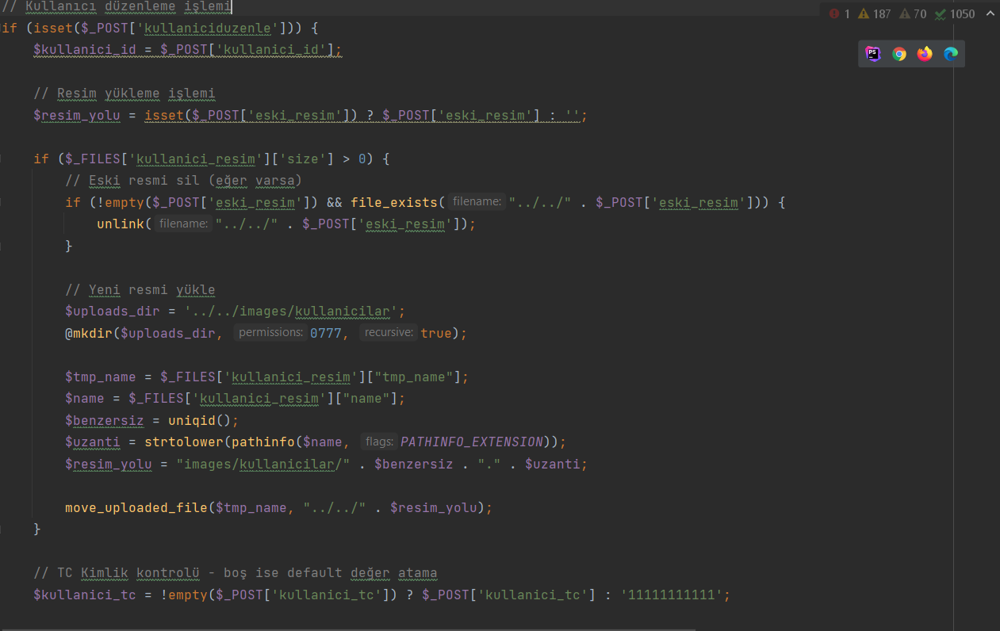 // Kullanıcı düzenleme işlemi
1 187 70 1050
if (isset($_POST['kullaniciduzenle'])) {
$kullanici_id = $_POST['kullanici_id'];
PS
// Resim yükleme işlemi
$resim_yolu = isset($_POST['eski_resim']) ? $_POST['eski_resim'] : '';
if ($_FILES['kullanici_resim']['size'] > 0) {
// Eski resmi sil (eğer varsa)
if (!empty($_POST['eski_resim']) && file_exists( filename: "../../" . $_POST['eski_resim'])) {
unlink( filename: "../../" . $_POST['eski_resim']);
}
// Yeni resmi yükle
$uploads_dir = '../../images/kullanicilar';
@mkdir($uploads_dir, permissions: 0777, recursive: true);
$tmp_name = $_FILES['kullanici_resim']["tmp_name"];
$name = $_FILES['kullanici_resim']["name"];
$benzersiz = uniqid();
$uzanti = strtolower(pathinfo($name, flags: PATHINFO_EXTENSION));
$resim_yolu = "images/kullanicilar/" . $benzersiz . "." . $uzanti;
move_uploaded_file($tmp_name, "../../" . $resim_yolu);
}
// TC Kimlik kontrolü - boş ise default değer atama
$kullanici_tc = !empty($_POST['kullanici_tc']) ? $_POST['kullanici_tc'] : '11111111111';